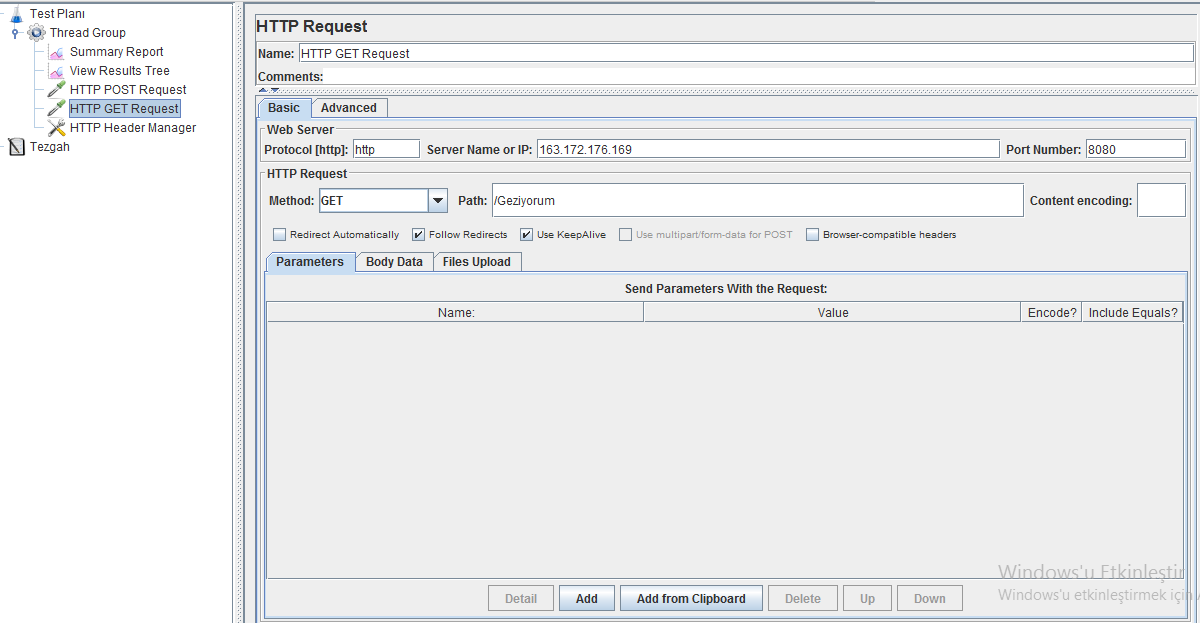 Test Planı
Thread Group
Summary Report
View Results Tree
HTTP POST Request
HTTP GET Request
HTTP Header Manager
Tezgah
HTTP Request
Name: HTTP GET Request
Comments:
Basic Advanced
Web Server
Protocol [http]: http Server Name or IP: 163.172.176.169 Port Number: 8080
HTTP Request
Method: GET Path: /Geziyorum Content encoding:
Redirect Automatically Follow Redirects Use KeepAlive Use multipart/form-data for POST Browser-compatible headers
Parameters Body Data Files Upload
Send Parameters With the Request:
Name: Value Encode? Include Equals?
Detail Add Add from Clipboard Delete Up Down
Windows'u Etkinleştir
Windows'u etkinleştirmek için